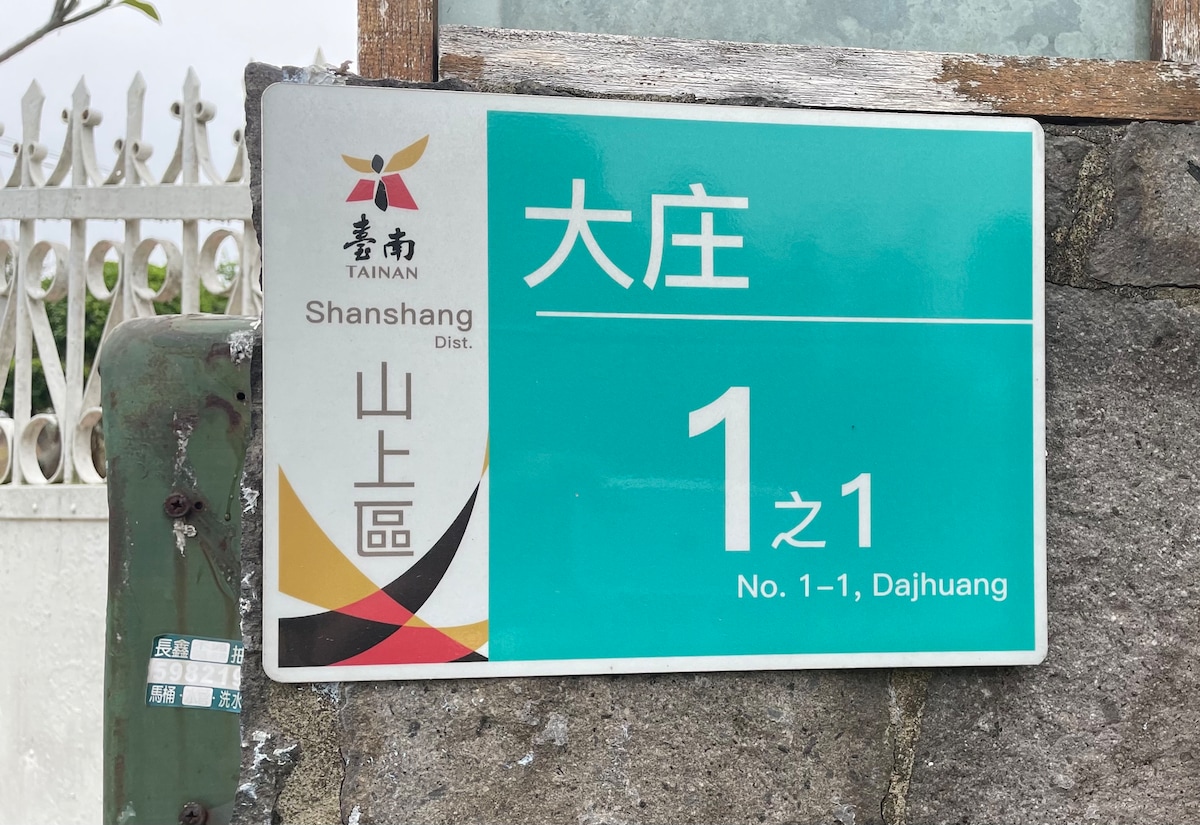 臺南
TAINAN
Shanshang
Dist.
山上區
大庄
1之1
No. 1-1, Dajhuang
長鑫
598219
馬桶
洗水